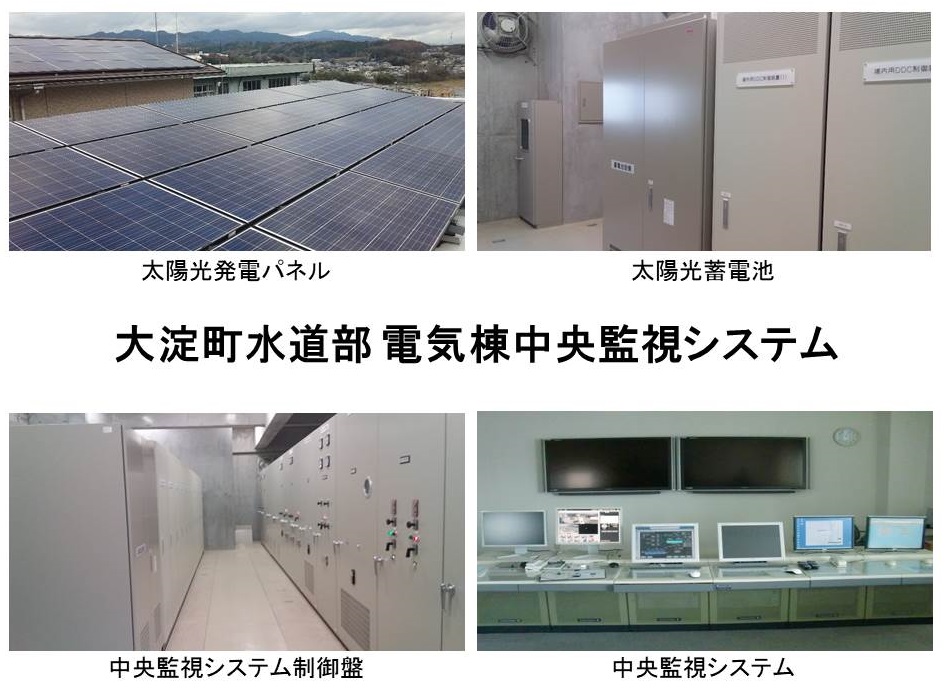 太陽光発電パネル
太陽光蓄電池
大淀町水道部 電気棟中央監視システム
中央監視システム制御盤
中央監視システム